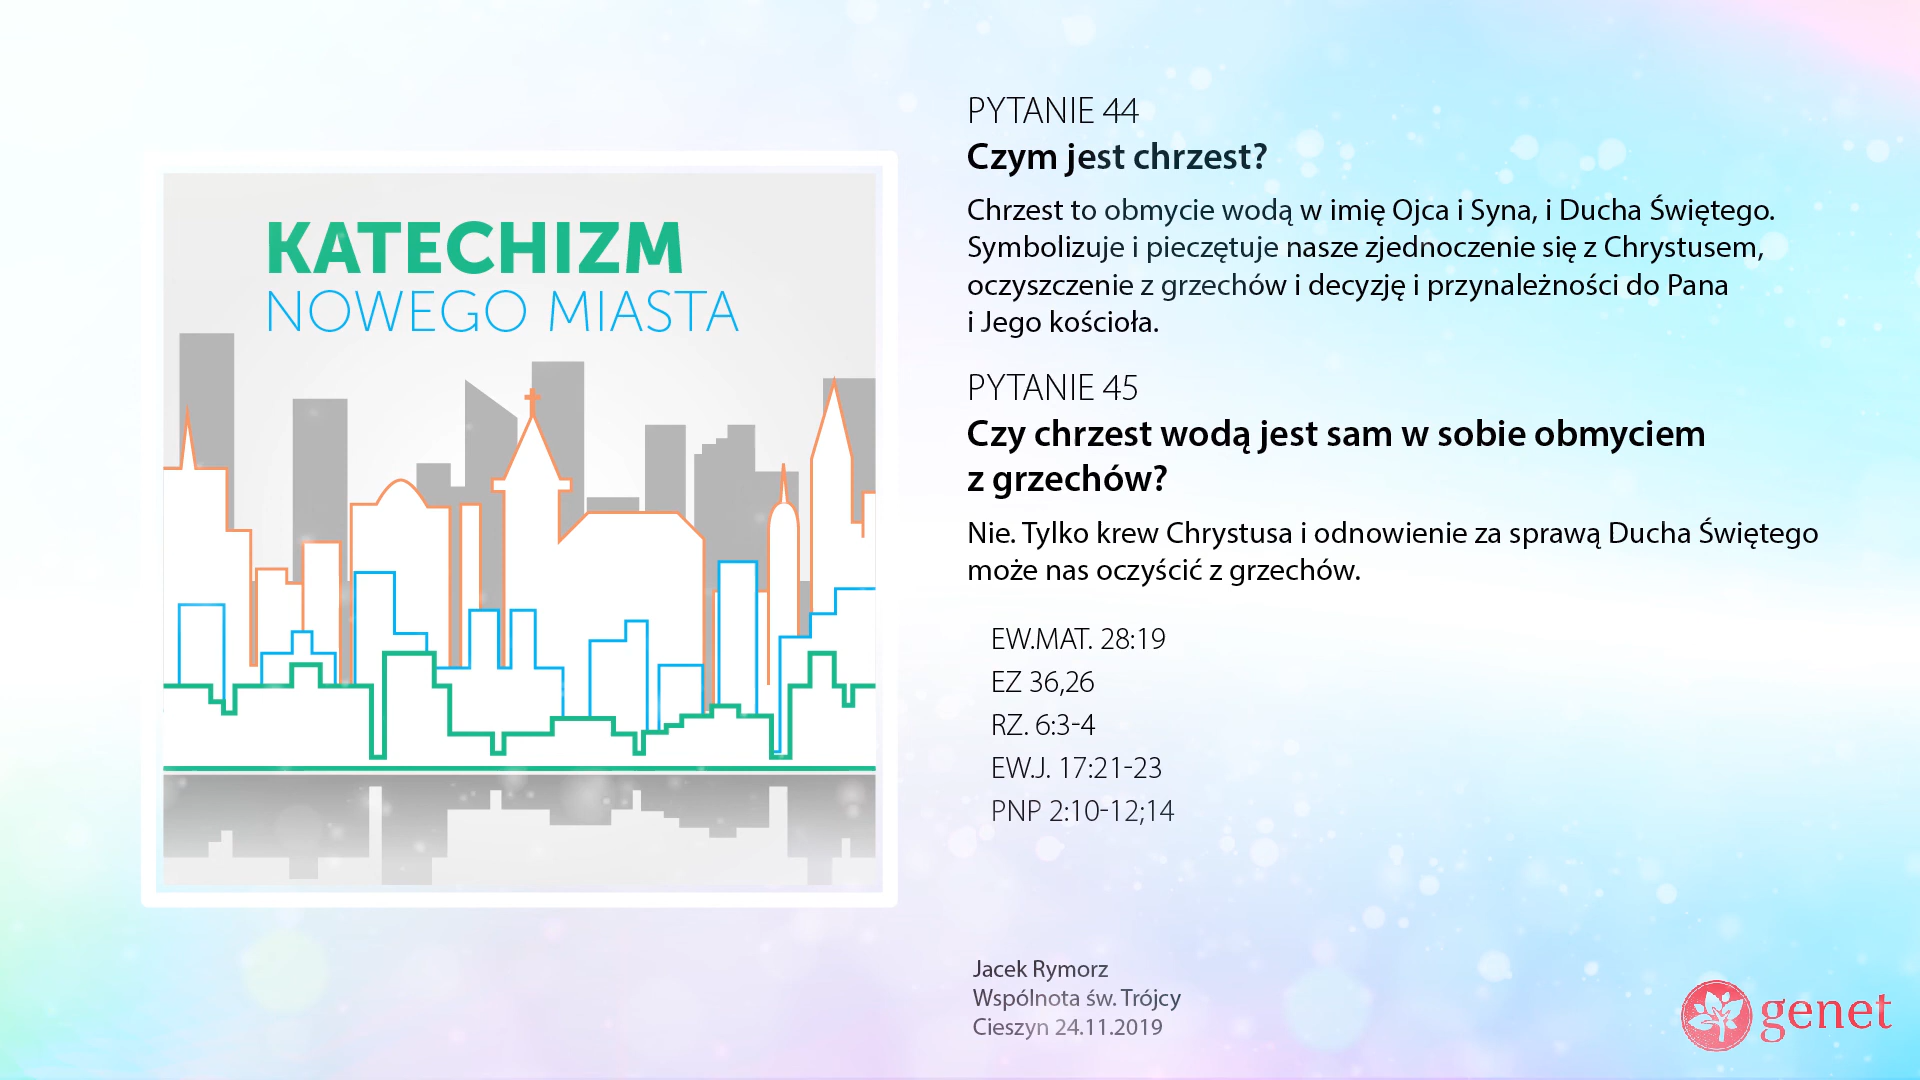 KATECHIZM
NOWEGO MIASTA
PYTANIE 44
Czym jest chrzest?
Chrzest to obmycie wodą w imię Ojca i Syna, i Ducha Świętego.
Symbolizuje i pieczętuje nasze zjednoczenie się z Chrystusem,
oczyszczenie z grzechów i decyzję i przynależności do Pana
i Jego kościoła.
PYTANIE 45
Czy chrzest wodą jest sam w sobie obmyciem
z grzechów?
Nie. Tylko krew Chrystusa i odnowienie za sprawą Ducha Świętego
może nas oczyścić z grzechów.
EW.MAT. 28:19
EZ 36,26
RZ. 6:3-4
EW.J. 17:21-23
PNP 2:10-12;14
Jacek Rymorz
Wspólnota św. Trójcy
Cieszyn 24.11.2019
genet